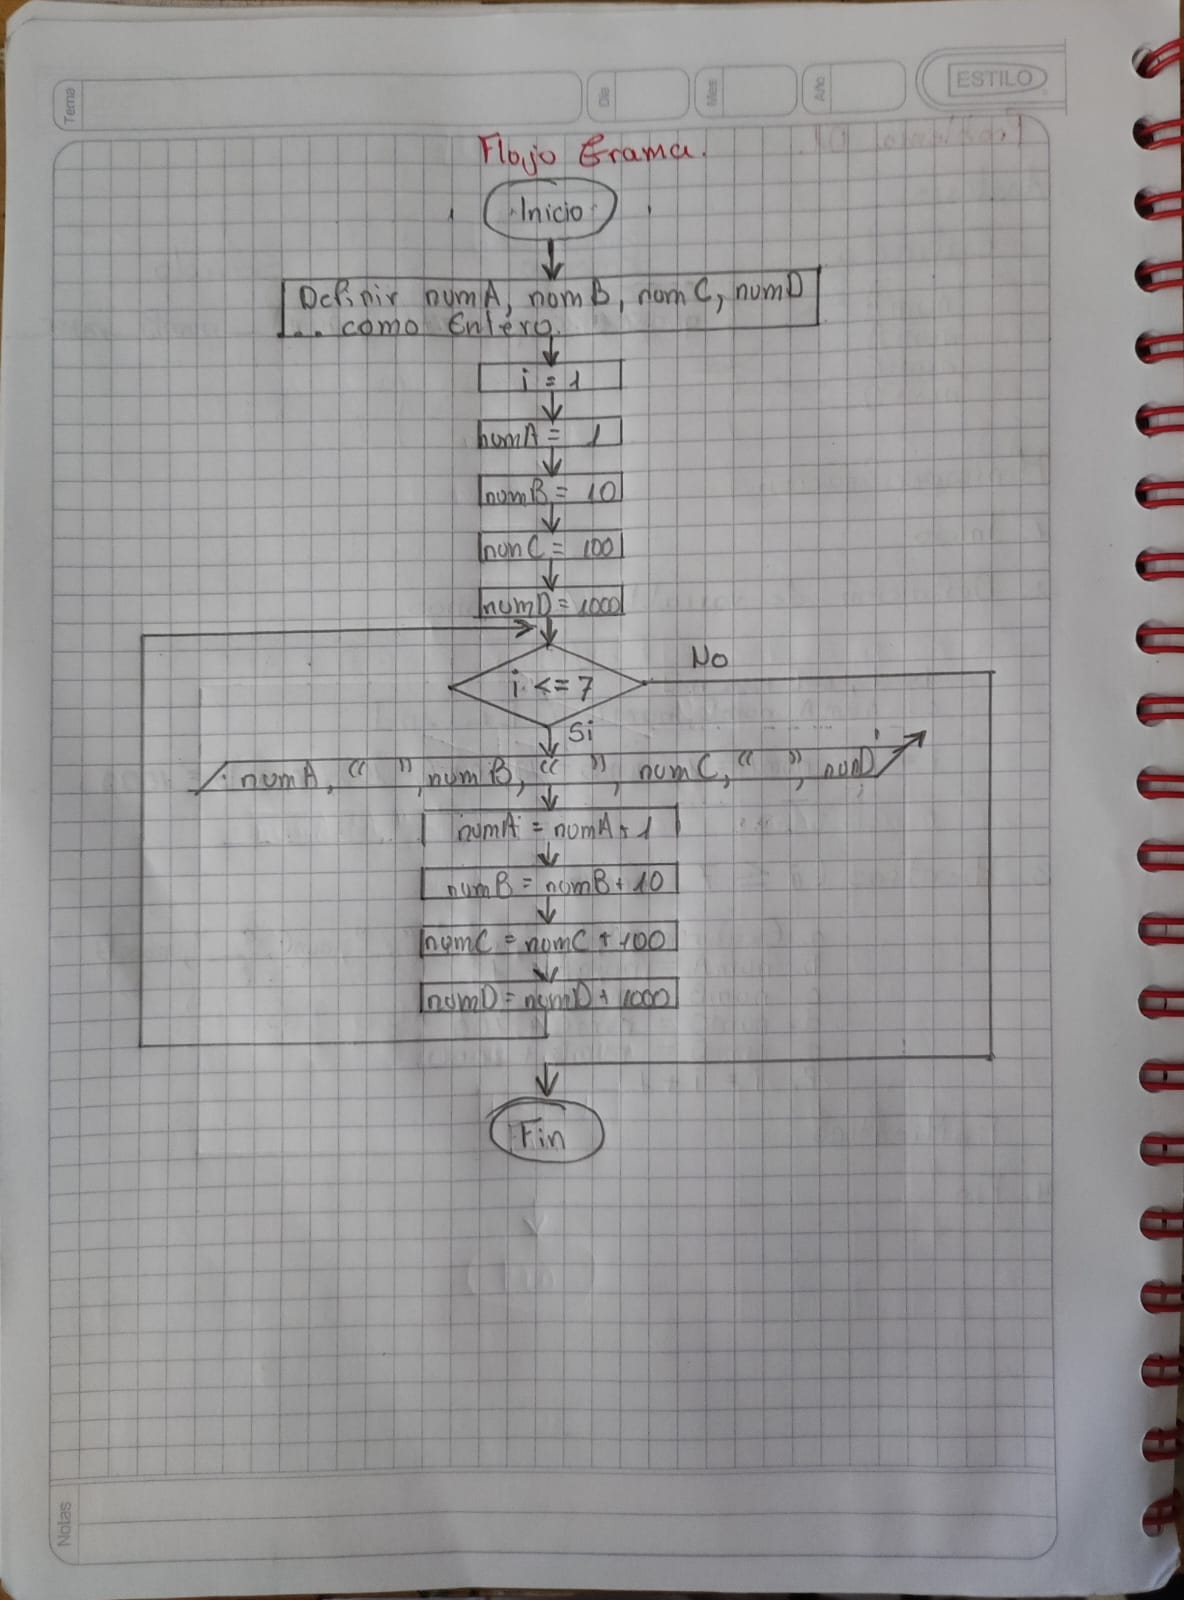 Tema
Dia
Mes
Año
ESTILO
Flujo Grama.
Inicio
Definir numA, numB, numC, numD
... como Entero.
i = 1
numA = 1
numB = 10
numC = 100
numD = 1000
i <= 7
No
Si
numA, “ ”, numB, “ ”, numC, “ ”, numD
numA = numA + 1
numB = numB + 10
numC = numC + 100
numD = numD + 1000
Fin
Notas